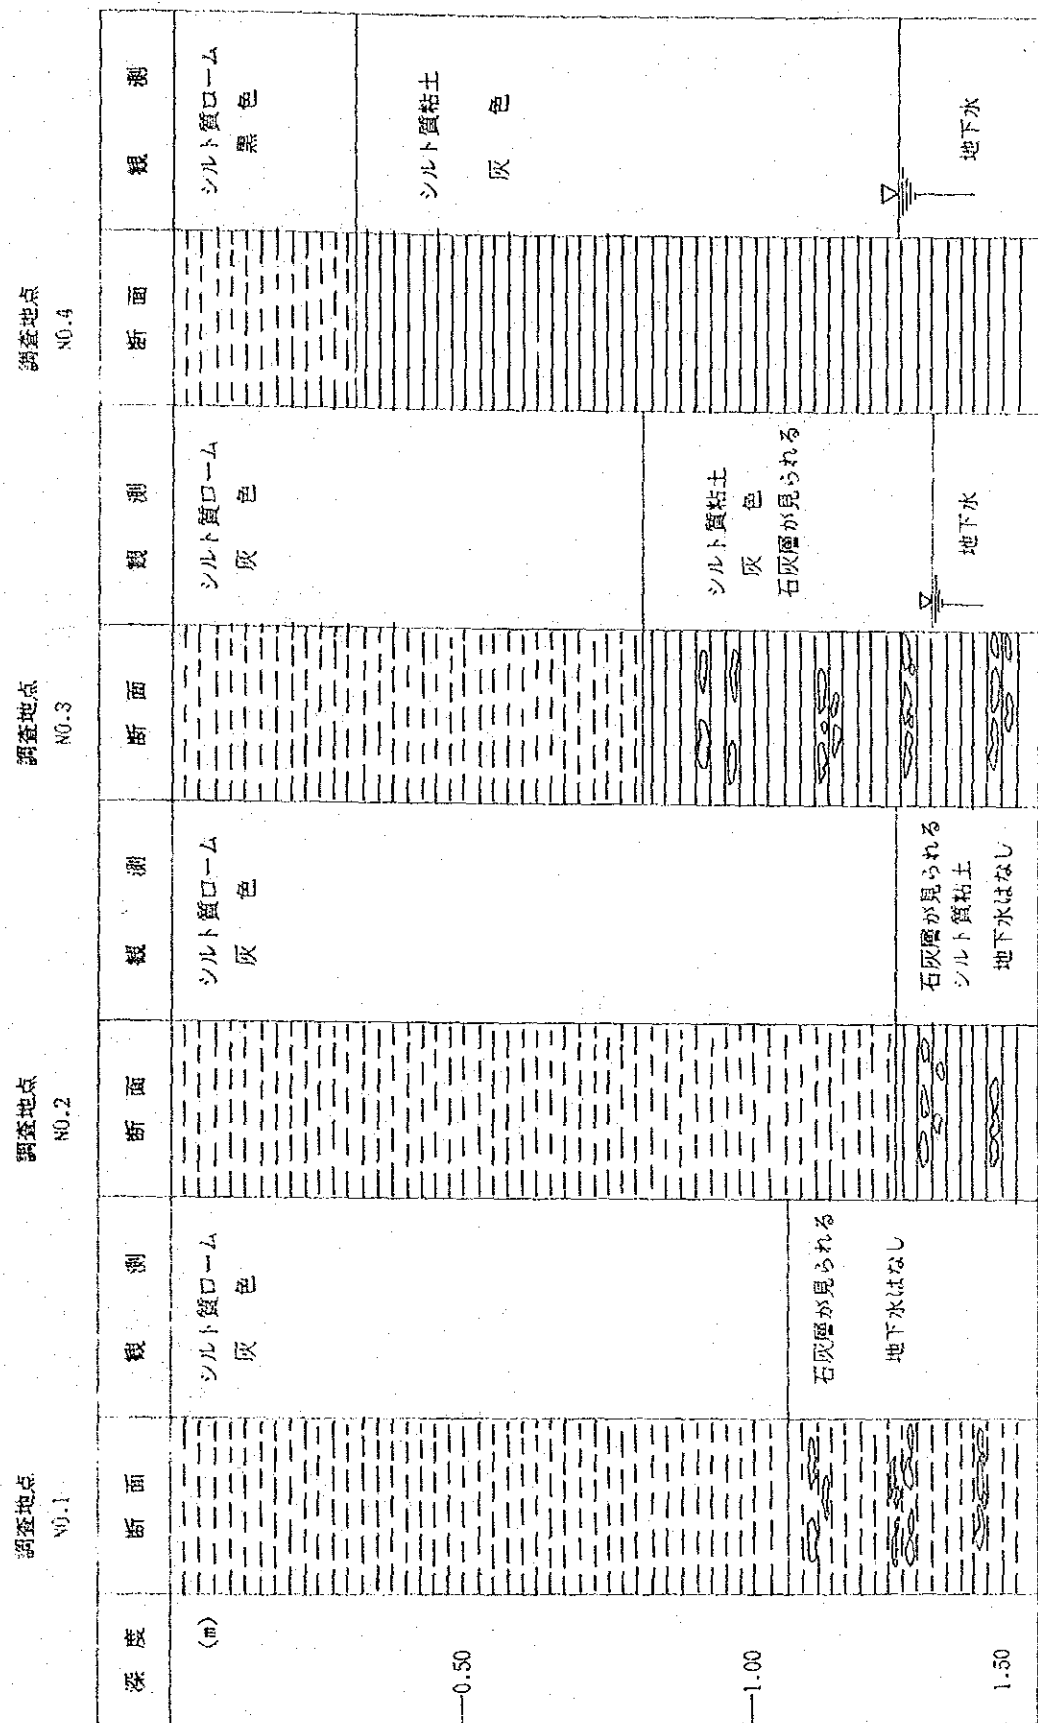 調査地点
NO.1
調査地点
NO.2
調査地点
NO.3
調査地点
NO.4
深度
断面
観測
断面
観測
断面
観測
断面
観測
(m)
—0.50
—1.00
1.50
シルト質ローム
灰色
石灰層が見られる
地下水はなし
シルト質ローム
灰色
石灰層が見られる
シルト質粘土
地下水はなし
シルト質ローム
灰色
シルト質粘土
灰色
石灰層が見られる
地下水
シルト質ローム
黒色
シルト質粘土
灰色
地下水